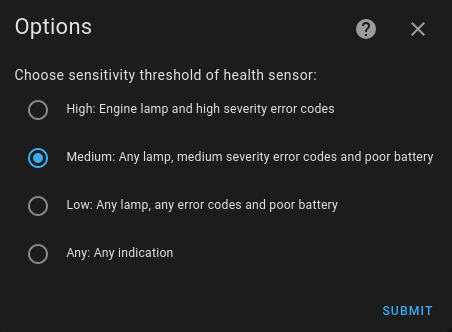 Options
Choose sensitivity threshold of health sensor:
High: Engine lamp and high severity error codes
Medium: Any lamp, medium severity error codes and poor battery
Low: Any lamp, any error codes and poor battery
Any: Any indication
SUBMIT